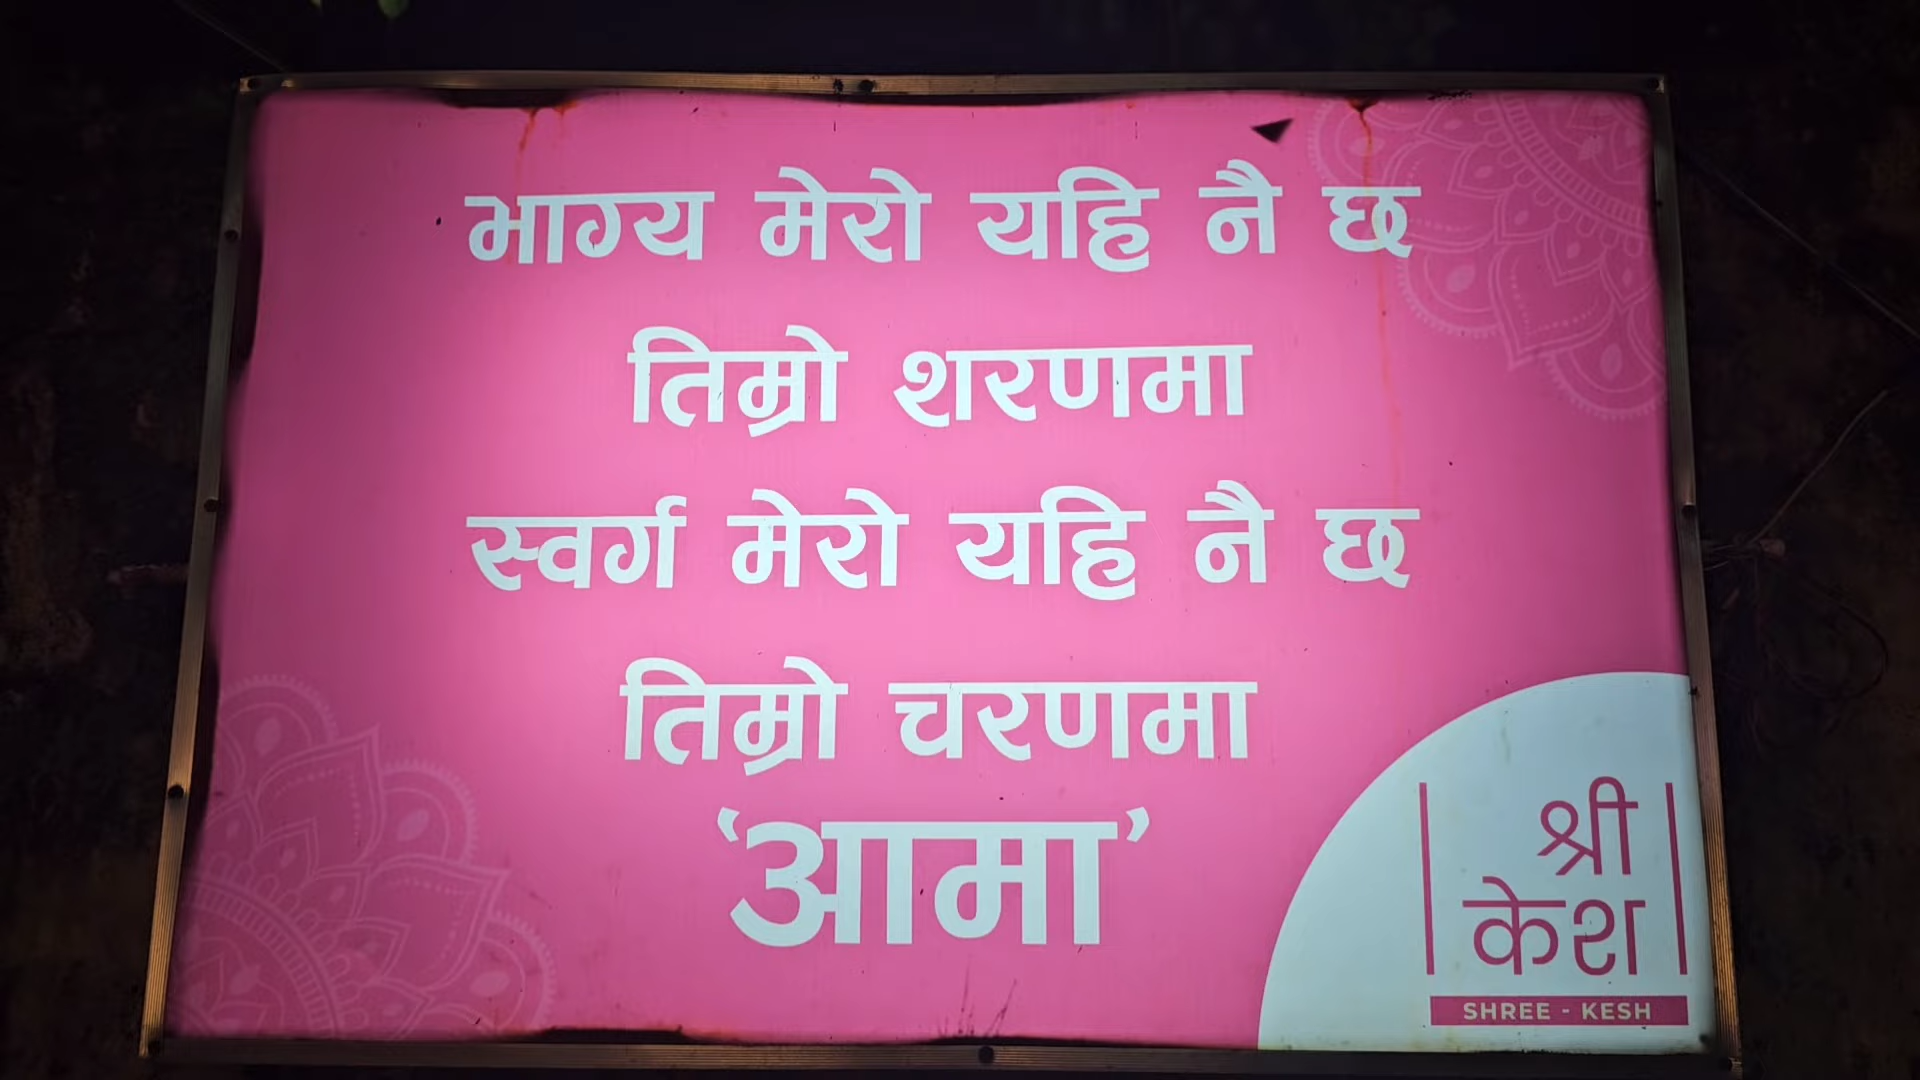 भाग्य मेरो यहि नै छ
तिम्रो शरणमा
स्वर्ग मेरो यहि नै छ
तिम्रो चरणमा
‘आमा’
श्री
केश
SHREE - KESH